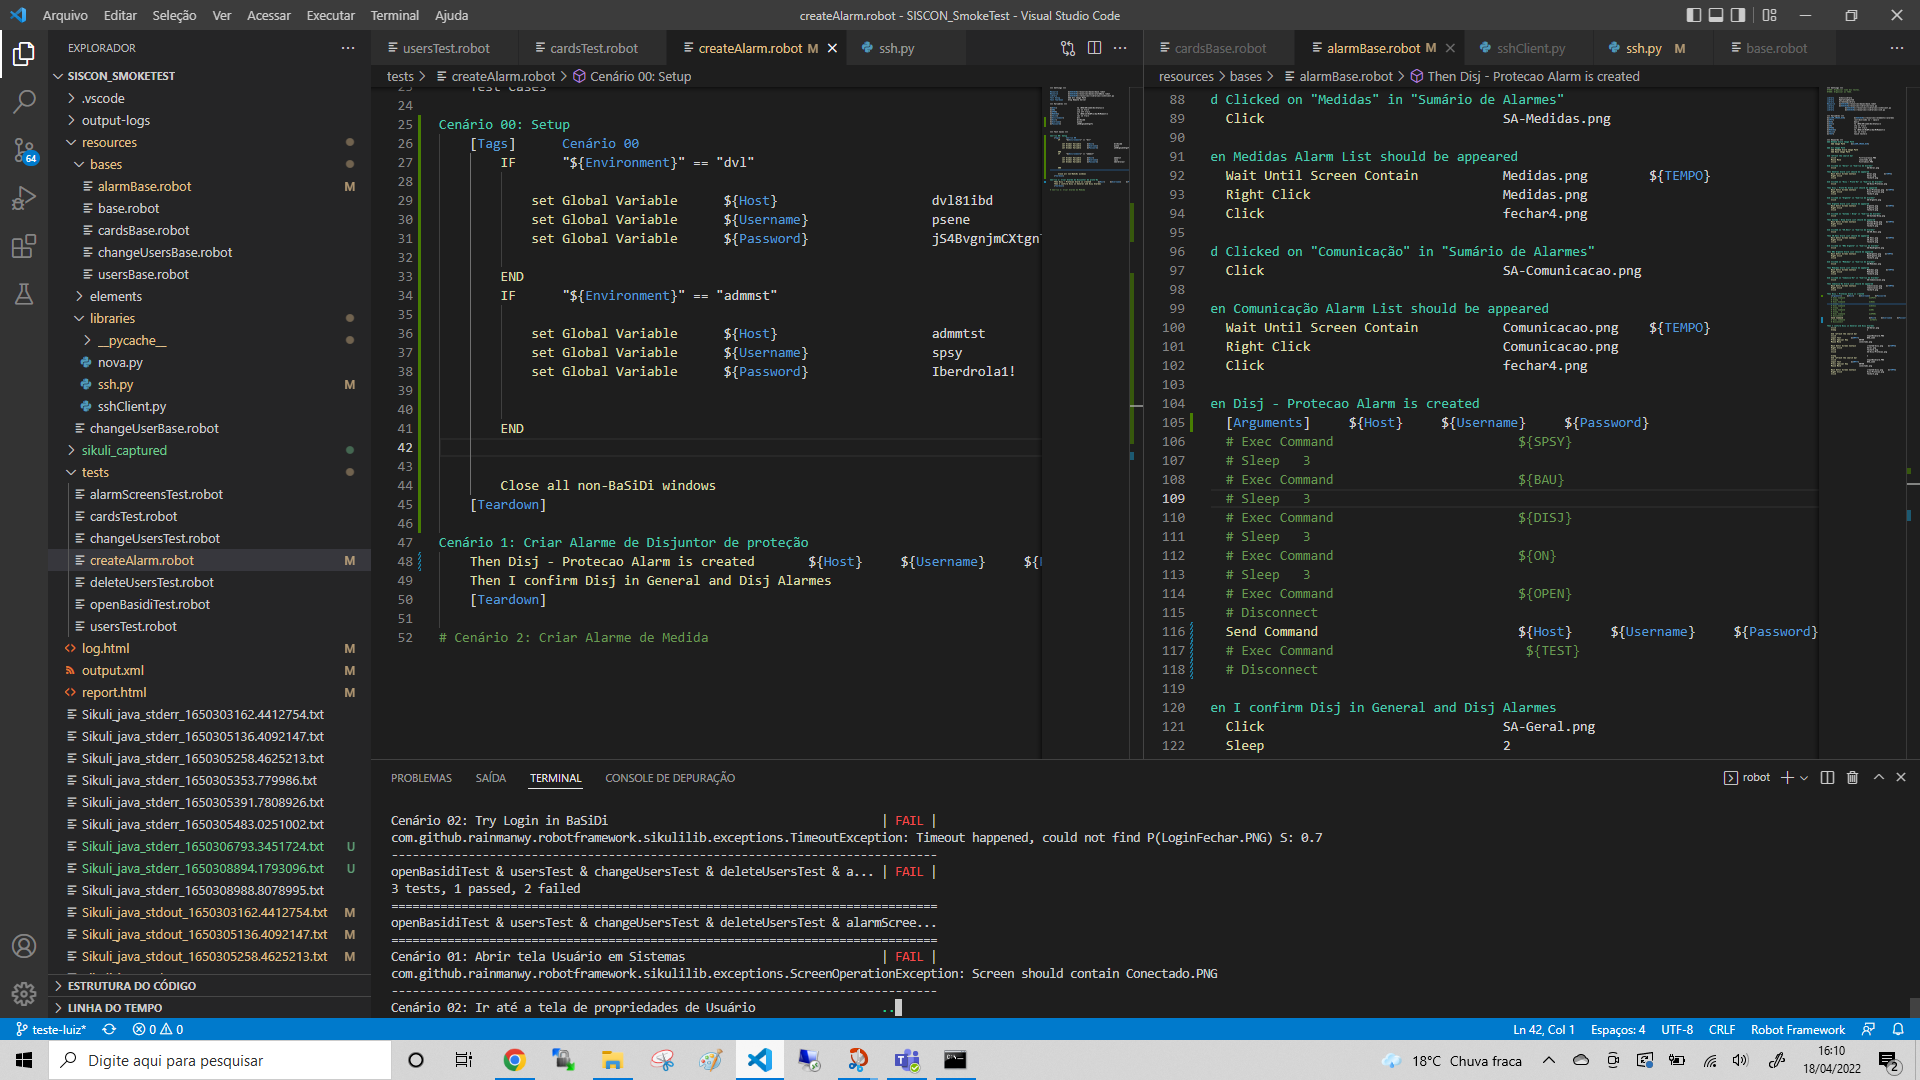 Arquivo Editar Seleção Ver Acessar Executar Terminal Ajuda
createAlarm.robot - SISCON_SmokeTest - Visual Studio Code
EXPLORADOR
SISCON_SMOKETEST
.vscode
output-logs
resources
bases
alarmBase.robot M
base.robot
cardsBase.robot
changeUsersBase.robot
usersBase.robot
elements
libraries
__pycache__
nova.py
ssh.py M
sshClient.py
changeUserBase.robot
sikuli_captured
tests
alarmScreensTest.robot
cardsTest.robot
changeUsersTest.robot
createAlarm.robot M
deleteUsersTest.robot
openBasidiTest.robot
usersTest.robot
log.html M
output.xml M
report.html M
Sikuli_java_stderr_1650303162.4412754.txt
Sikuli_java_stderr_1650305136.4092147.txt
Sikuli_java_stderr_1650305258.4625213.txt
Sikuli_java_stderr_1650305353.779986.txt
Sikuli_java_stderr_1650305391.7808926.txt
Sikuli_java_stderr_1650305483.0251002.txt
Sikuli_java_stderr_1650306793.3451724.txt U
Sikuli_java_stderr_1650308894.1793096.txt U
Sikuli_java_stderr_1650308988.8078995.txt
Sikuli_java_stdout_1650303162.4412754.txt M
Sikuli_java_stdout_1650305136.4092147.txt M
Sikuli_java_stdout_1650305258.4625213.txt M
ESTRUTURA DO CÓDIGO
LINHA DO TEMPO
64
usersTest.robot cardsTest.robot createAlarm.robot M ssh.py
tests > createAlarm.robot > Cenário 00: Setup
23 Test Cases
24
25 Cenário 00: Setup
26 [Tags] Cenário 00
27 IF "${Environment}" == "dvl"
28
29 set Global Variable ${Host} dvl81ibd
30 set Global Variable ${Username} psene
31 set Global Variable ${Password} jS4BvgnjmCXtgn
32
33 END
34 IF "${Environment}" == "admmst"
35
36 set Global Variable ${Host} admmtst
37 set Global Variable ${Username} spsy
38 set Global Variable ${Password} Iberdrola1!
39
40
41 END
42
43
44 Close all non-BaSiDi windows
45 [Teardown]
46
47 Cenário 1: Criar Alarme de Disjuntor de proteção
48 Then Disj - Protecao Alarm is created ${Host} ${Username} ${
49 Then I confirm Disj in General and Disj Alarmes
50 [Teardown]
51
52 # Cenário 2: Criar Alarme de Medida
cardsBase.robot alarmBase.robot M sshClient.py ssh.py M base.robot
resources > bases > alarmBase.robot > Then Disj - Protecao Alarm is created
88 d Clicked on "Medidas" in "Sumário de Alarmes"
89 Click SA-Medidas.png
90
91 en Medidas Alarm List should be appeared
92 Wait Until Screen Contain Medidas.png ${TEMPO}
93 Right Click Medidas.png
94 Click fechar4.png
95
96 d Clicked on "Comunicação" in "Sumário de Alarmes"
97 Click SA-Comunicacao.png
98
99 en Comunicação Alarm List should be appeared
100 Wait Until Screen Contain Comunicacao.png ${TEMPO}
101 Right Click Comunicacao.png
102 Click fechar4.png
103
104 en Disj - Protecao Alarm is created
105 [Arguments] ${Host} ${Username} ${Password}
106 # Exec Command ${SPSY}
107 # Sleep 3
108 # Exec Command ${BAU}
109 # Sleep 3
110 # Exec Command ${DISJ}
111 # Sleep 3
112 # Exec Command ${ON}
113 # Sleep 3
114 # Exec Command ${OPEN}
115 # Disconnect
116 Send Command ${Host} ${Username} ${Password}
117 # Exec Command ${TEST}
118 # Disconnect
119
120 en I confirm Disj in General and Disj Alarmes
121 Click SA-Geral.png
122 Sleep 2
PROBLEMAS SAÍDA TERMINAL CONSOLE DE DEPURAÇÃO
robot
Cenário 02: Try Login in BaSiDi | FAIL |
com.github.rainmanwy.robotframework.sikulilib.exceptions.TimeoutException: Timeout happened, could not find P(LoginFechar.PNG) S: 0.7
------------------------------------------------------------------------------
openBasidiTest & usersTest & changeUsersTest & deleteUsersTest & a... | FAIL |
3 tests, 1 passed, 2 failed
==============================================================================
openBasidiTest & usersTest & changeUsersTest & deleteUsersTest & alarmScree...
==============================================================================
Cenário 01: Abrir tela Usuário em Sistemas | FAIL |
com.github.rainmanwy.robotframework.sikulilib.exceptions.ScreenOperationException: Screen should contain Conectado.PNG
------------------------------------------------------------------------------
Cenário 02: Ir até a tela de propriedades de Usuário ..
teste-luiz* 0 0 Ln 42, Col 1 Espaços: 4 UTF-8 CRLF Robot Framework
Digite aqui para pesquisar
18°C Chuva fraca
16:10
18/04/2022
2